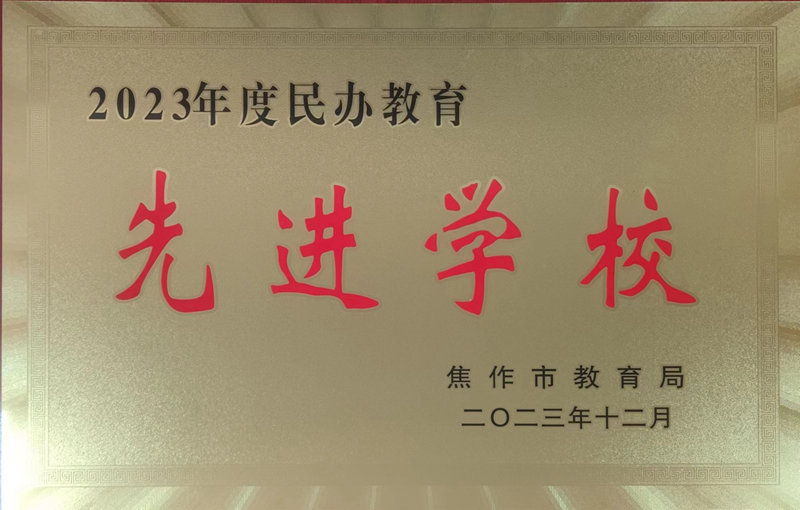 2023年度民办教育
先进学校
焦作市教育局
二〇二三年十二月